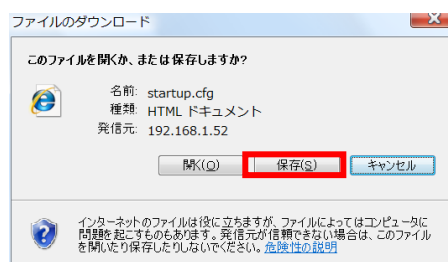 ファイルのダウンロード
X
このファイルを開くか、または保存しますか?
名前: startup.cfg
種類: HTML ドキュメント
発信元: 192.168.1.52
開く(O)
保存(S)
キャンセル
インターネットのファイルは役に立ちますが、ファイルによってはコンピュータに
問題を起こすものもあります。発信元が信頼できない場合は、このファイル
を開いたり保存したりしないでください。危険性の説明